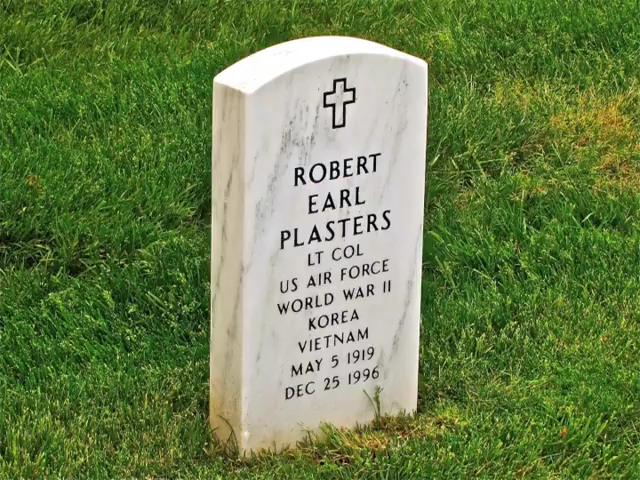 ROBERT
EARL
PLASTERS
LT COL
US AIR FORCE
WORLD WAR II
KOREA
VIETNAM
MAY 5 1919
DEC 25 1996